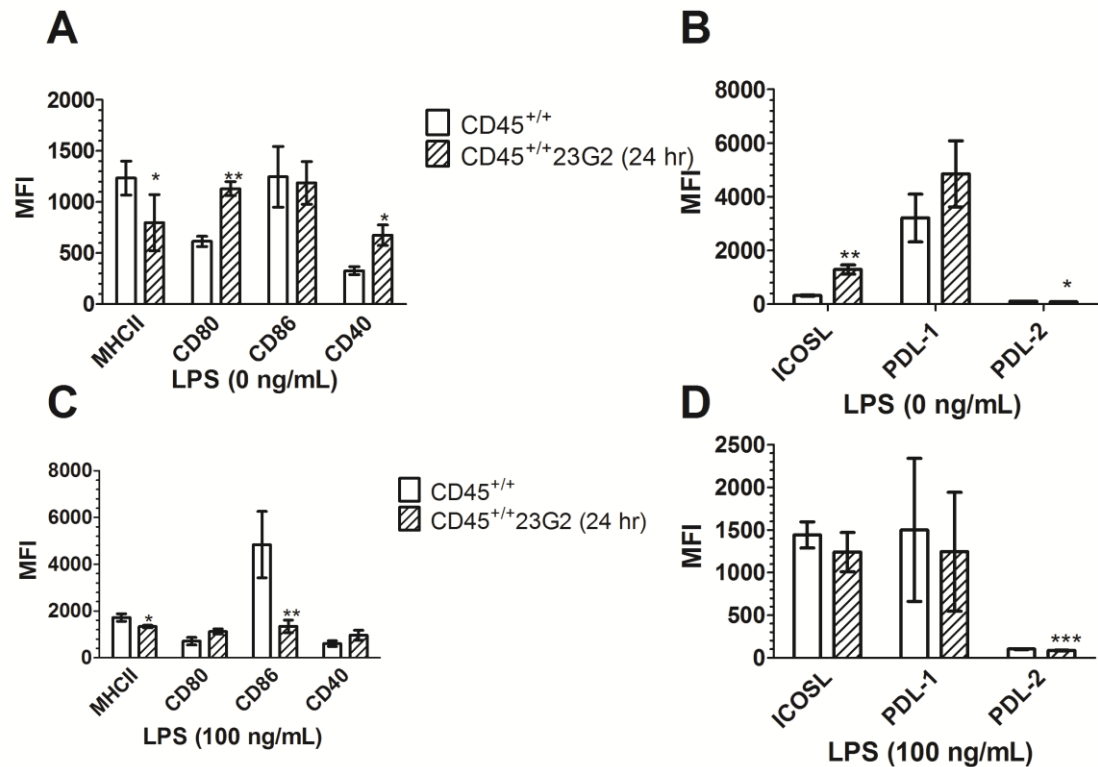 A
2000
1500
1000
500
0
MFI
*
**
*
MHCII
CD80
CD86
CD40
LPS (0 ng/mL)
CD45+/+
CD45+/+23G2 (24 hr)
B
8000
6000
4000
2000
0
MFI
**
*
ICOSL
PDL-1
PDL-2
LPS (0 ng/mL)
C
8000
6000
4000
2000
0
MFI
*
**
MHCII
CD80
CD86
CD40
LPS (100 ng/mL)
CD45+/+
CD45+/+23G2 (24 hr)
D
2500
2000
1500
1000
500
0
MFI
***
ICOSL
PDL-1
PDL-2
LPS (100 ng/mL)